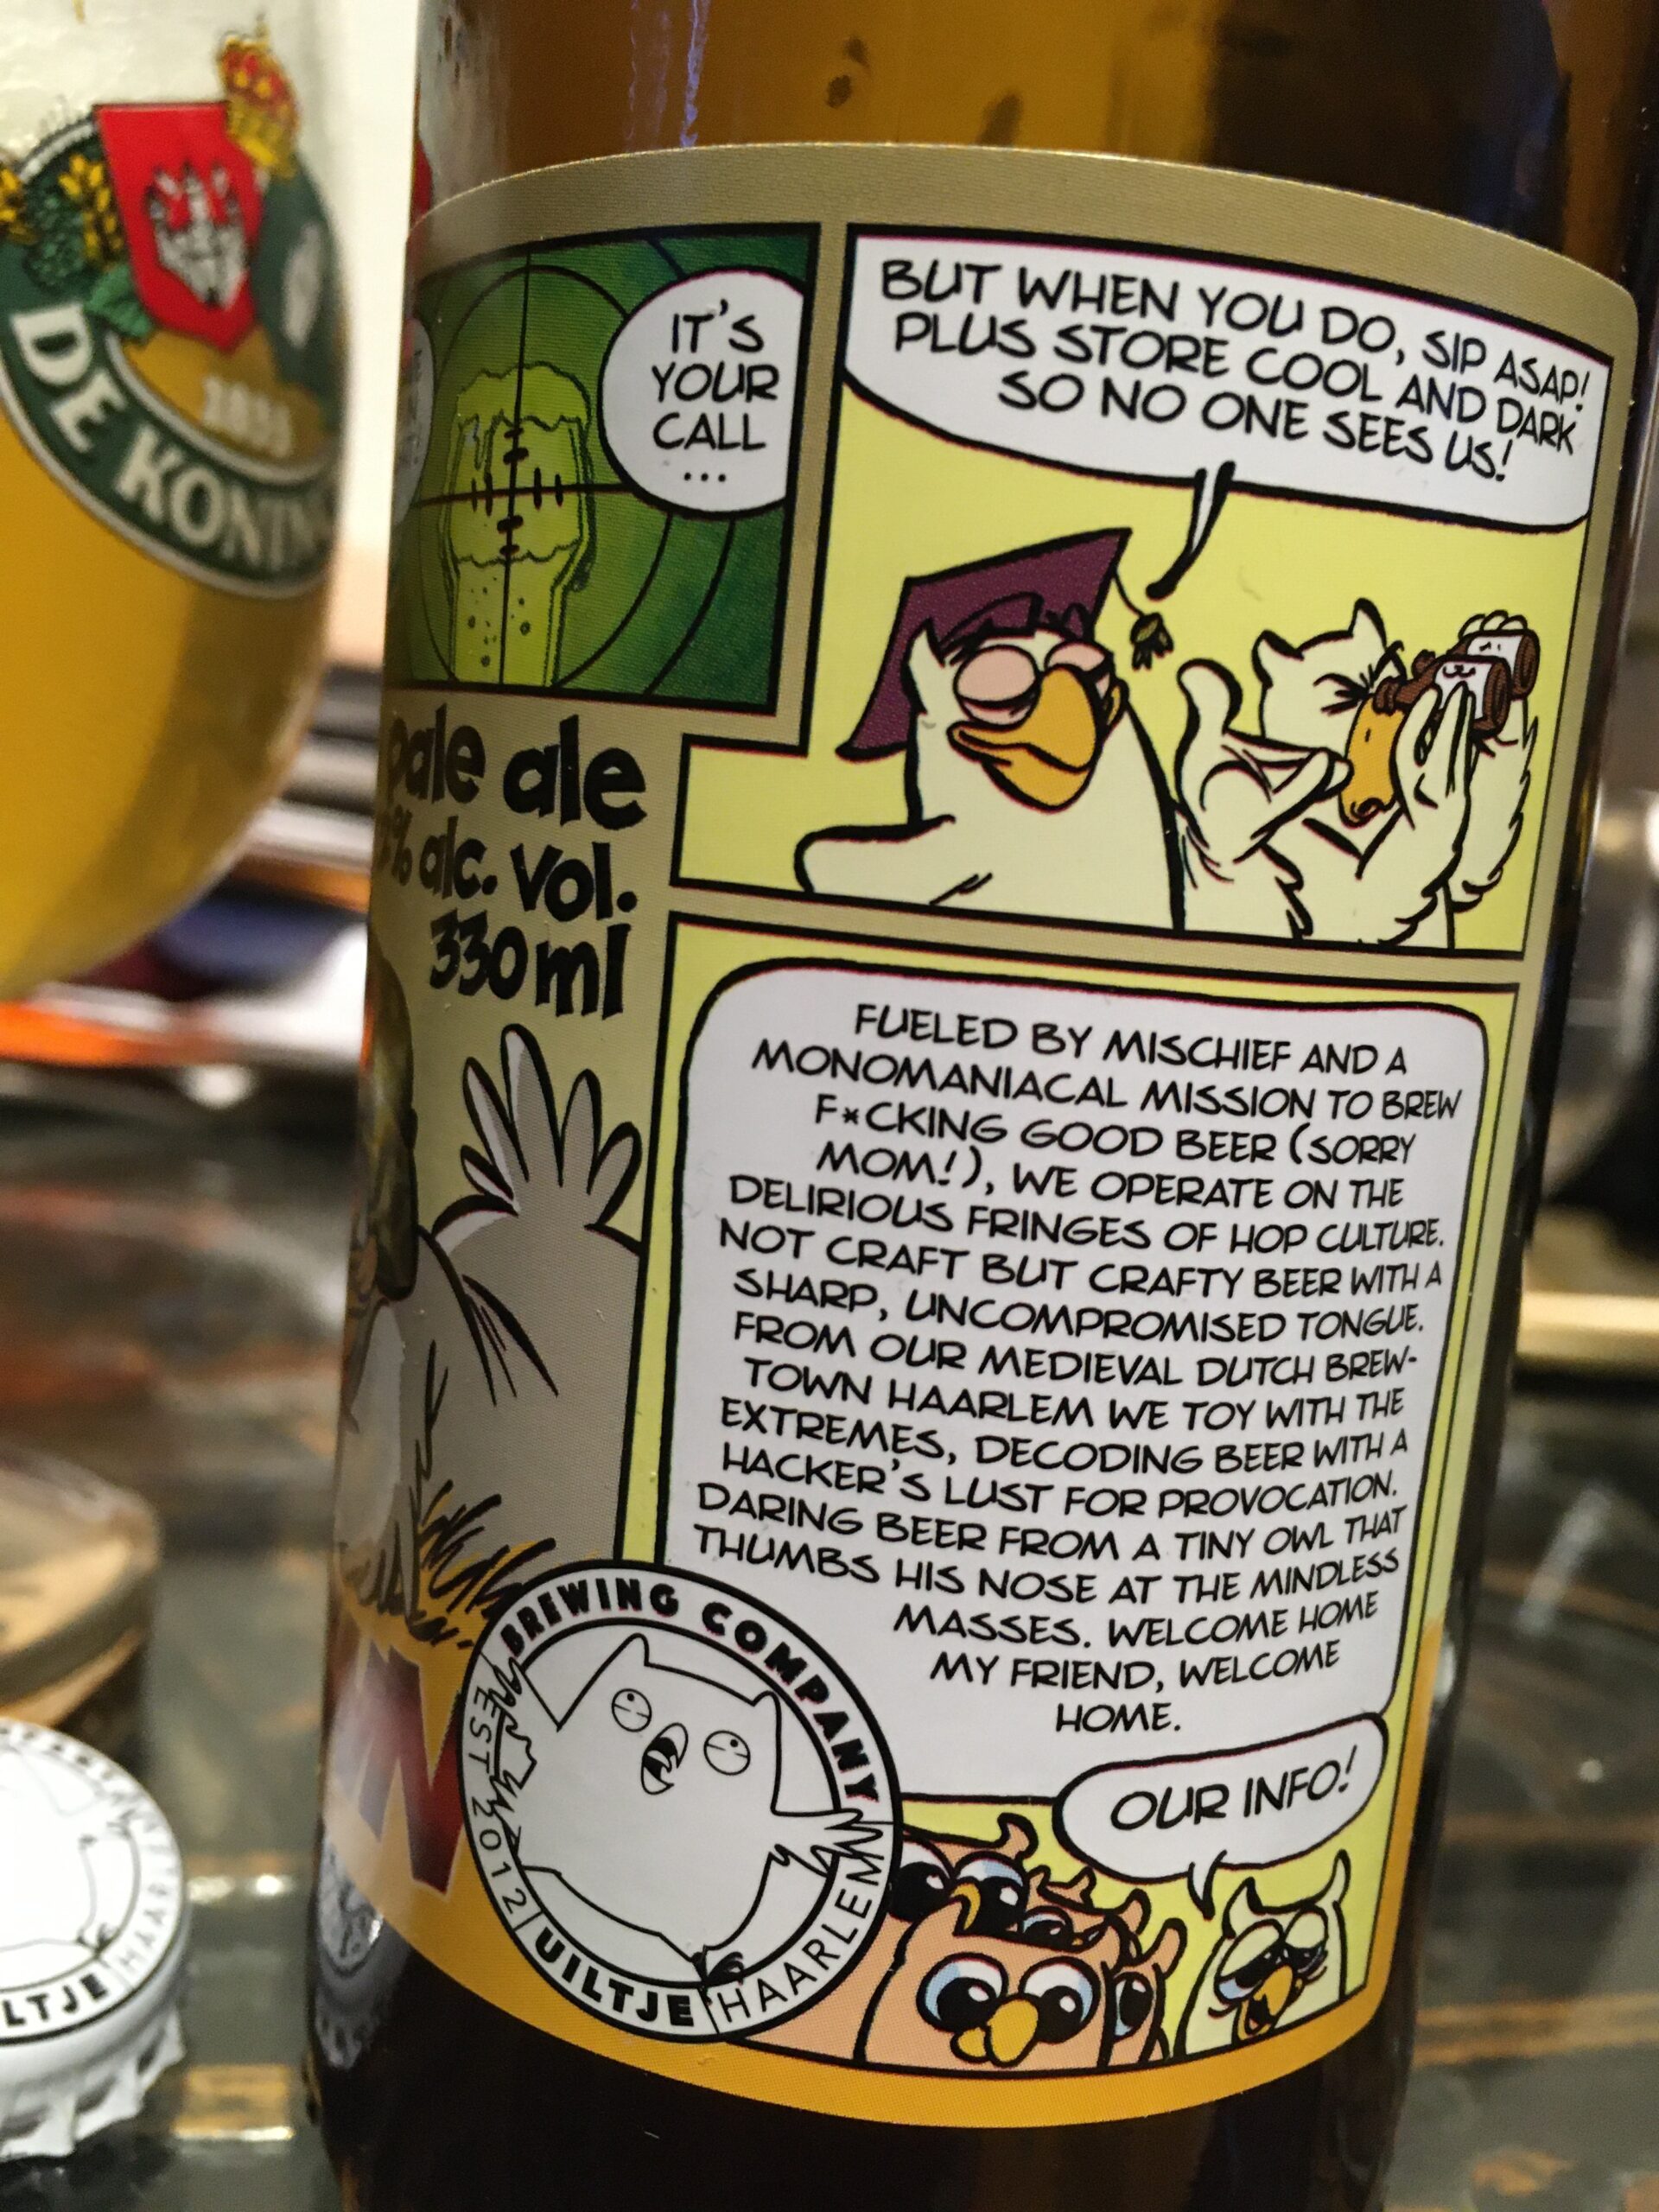 DE KONIN
IT'S
YOUR
CALL
...
BUT WHEN YOU DO, SIP ASAP!
PLUS STORE COOL AND DARK
SO NO ONE SEES US!
pale ale
% alc. vol.
330ml
FUELED BY MISCHIEF AND A
MONOMANIACAL MISSION TO BREW
F*CKING GOOD BEER (SORRY
MOM!), WE OPERATE ON THE
DELIRIOUS FRINGES OF HOP CULTURE.
NOT CRAFT BUT CRAFTY BEER WITH A
SHARP, UNCOMPROMISED TONGUE.
FROM OUR MEDIEVAL DUTCH BREW-
TOWN HAARLEM WE TOY WITH THE
EXTREMES, DECODING BEER WITH A
HACKER'S LUST FOR PROVOCATION.
DARING BEER FROM A TINY OWL THAT
THUMBS HIS NOSE AT THE MINDLESS
MASSES. WELCOME HOME
MY FRIEND, WELCOME
HOME.
OUR INFO!
BREWING COMPANY
EST 2012
UILTJE
HAARLEM
LTJE
HAARLEM